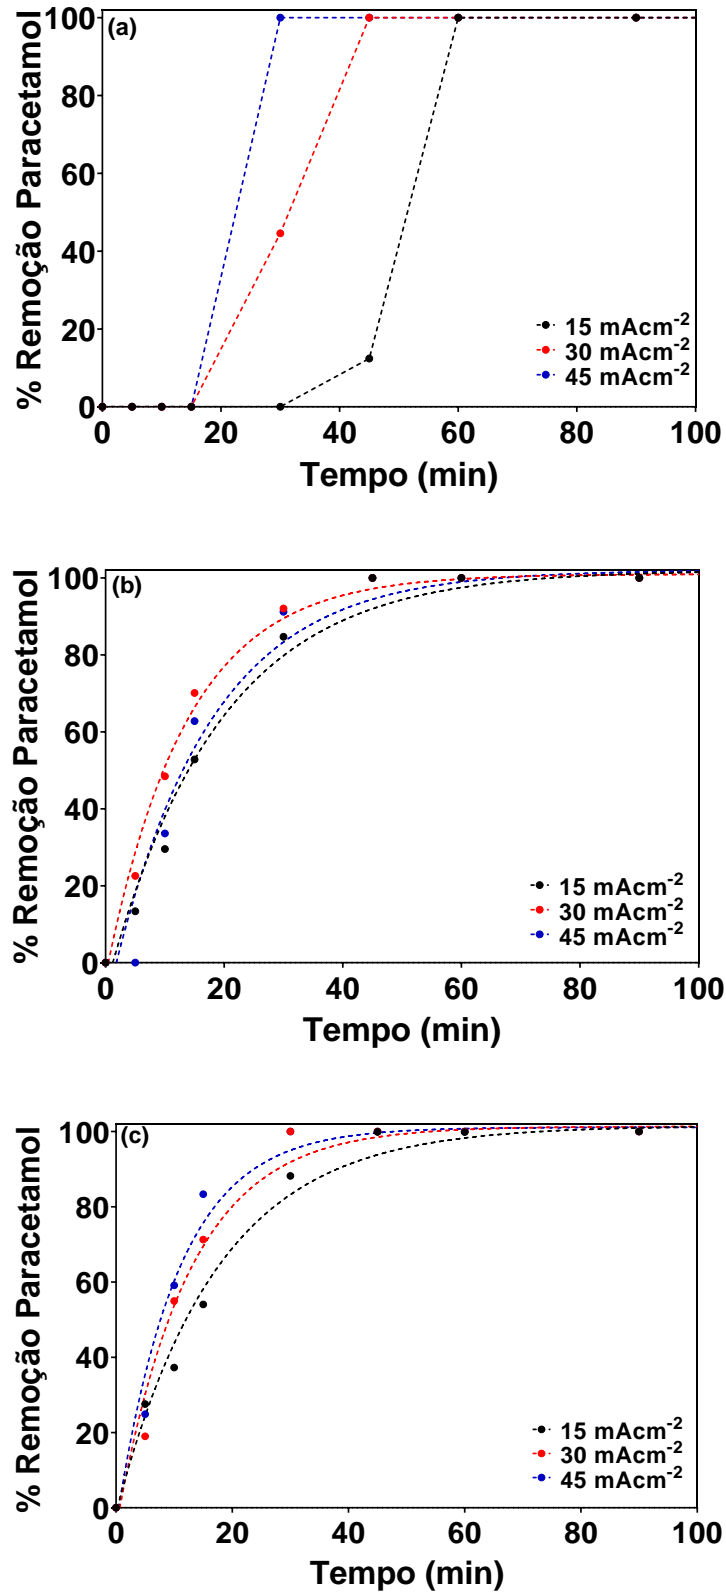 (a)
% Remoção Paracetamol
100
80
60
40
20
0
15 mAcm⁻²
30 mAcm⁻²
45 mAcm⁻²
0 20 40 60 80 100
Tempo (min)
(b)
% Remoção Paracetamol
100
80
60
40
20
0
15 mAcm⁻²
30 mAcm⁻²
45 mAcm⁻²
0 20 40 60 80 100
Tempo (min)
(c)
% Remoção Paracetamol
100
80
60
40
20
0
15 mAcm⁻²
30 mAcm⁻²
45 mAcm⁻²
0 20 40 60 80 100
Tempo (min)